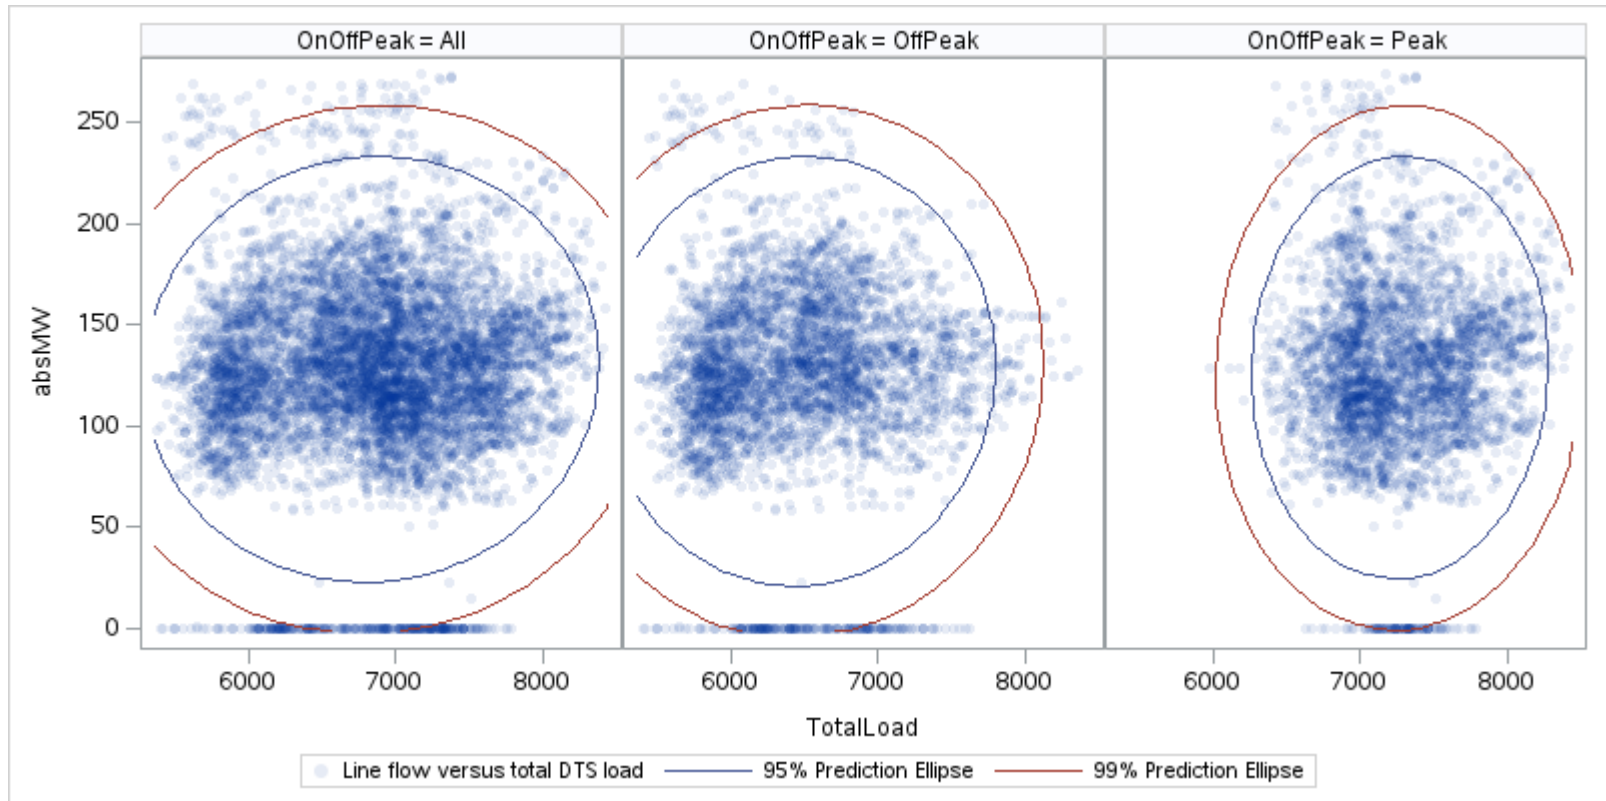 OnOffPeak = All
OnOffPeak = OffPeak
OnOffPeak = Peak
absMW
250
200
150
100
50
0
6000 7000 8000
6000 7000 8000
6000 7000 8000
TotalLoad
Line flow versus total DTS load
95% Prediction Ellipse
99% Prediction Ellipse